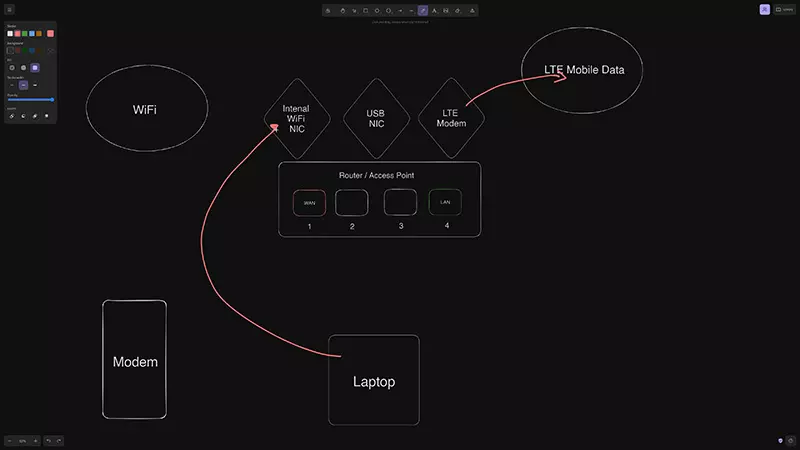 WiFi
Intenal
WiFi
NIC
USB
NIC
LTE
Modem
LTE Mobile Data
Router / Access Point
WAN
LAN
1
2
3
4
Modem
Laptop